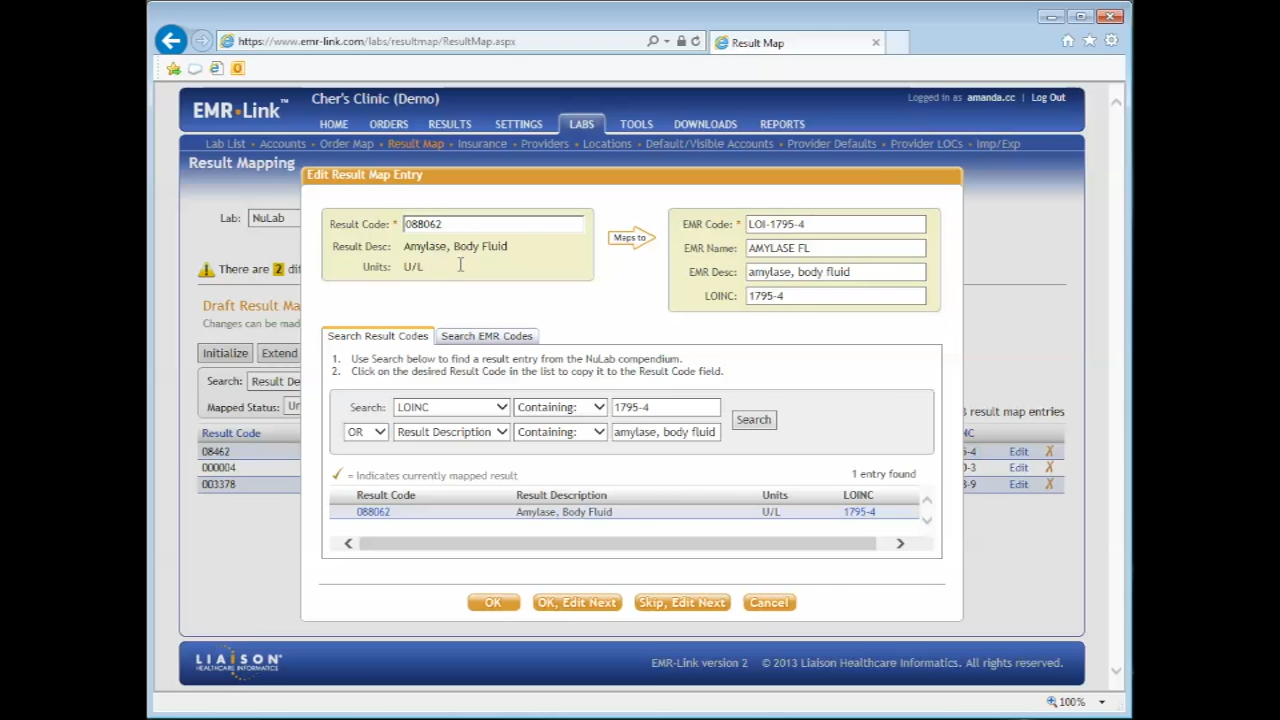 https://www.emr-link.com/labs/resultmap/ResultMap.aspx
Result Map
EMR•Link™
Cher's Clinic (Demo)
Logged in as amanda.cc | Log Out
HOME ORDERS RESULTS SETTINGS LABS TOOLS DOWNLOADS REPORTS
Lab List • Accounts • Order Map • Result Map • Insurance • Providers • Locations • Default/Visible Accounts • Provider Defaults • Provider LOCs • Imp/Exp
Result Mapping
Edit Result Map Entry
Lab: NuLab
Result Code: * 088062
Result Desc: Amylase, Body Fluid
Units: U/L
Maps to
EMR Code: * LOI-1795-4
EMR Name: AMYLASE FL
EMR Desc: amylase, body fluid
LOINC: 1795-4
There are 2 di
Draft Result Ma
Changes can be mad
Initialize Extend
Search: Result De
Mapped Status: Un
result map entries
Result Code
08462
000004
003378
NC
-4 Edit X
0-3 Edit X
8-9 Edit X
Search Result Codes Search EMR Codes
1. Use Search below to find a result entry from the NuLab compendium.
2. Click on the desired Result Code in the list to copy it to the Result Code field.
Search: LOINC Containing: 1795-4
OR Result Description Containing: amylase, body fluid
Search
✓ = Indicates currently mapped result
1 entry found
Result Code Result Description Units LOINC
088062 Amylase, Body Fluid U/L 1795-4
OK OK, Edit Next Skip, Edit Next Cancel
LIAISON
HEALTHCARE INFORMATICS
EMR-Link version 2 © 2013 Liaison Healthcare Informatics. All rights reserved.
100%